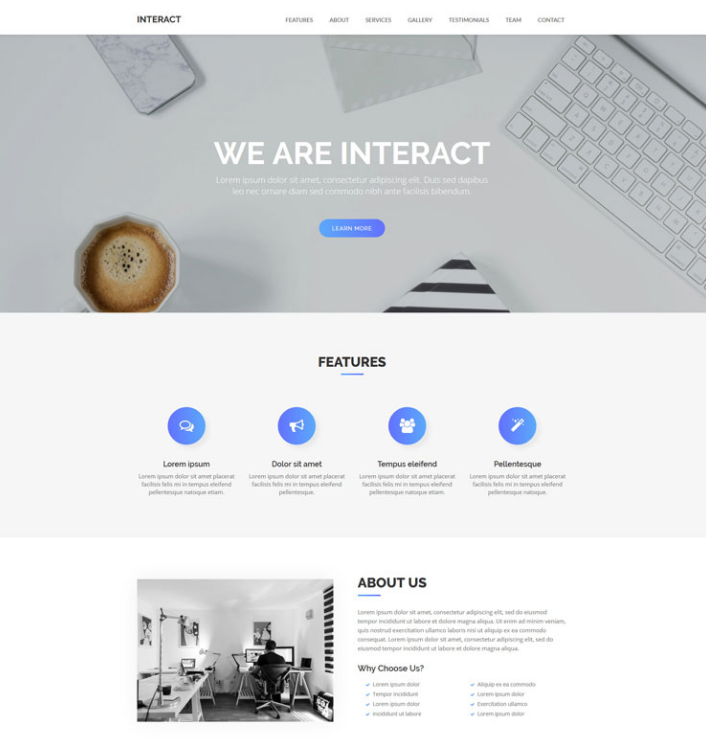 INTERACT
FEATURES ABOUT SERVICES GALLERY TESTIMONIALS TEAM CONTACT
WE ARE INTERACT
Lorem ipsum dolor sit amet, consectetur adipiscing elit. Duis sed dapibus
leo nec ornare diam sed commodo nibh ante facilisis bibendum.
LEARN MORE
FEATURES
Lorem ipsum
Lorem ipsum dolor sit amet placerat
facilisis felis mi in tempus eleifend
pellentesque natoque etiam.
Dolor sit amet
Lorem ipsum dolor sit amet placerat
facilisis felis mi in tempus eleifend
pellentesque.
Tempus eleifend
Lorem ipsum dolor sit amet placerat
facilisis felis mi in tempus eleifend
pellentesque natoque etiam.
Pellentesque
Lorem ipsum dolor sit amet placerat
facilisis felis mi in tempus eleifend
pellentesque natoque.
ABOUT US
Lorem ipsum dolor sit amet, consectetur adipiscing elit, sed do eiusmod
tempor incididunt ut labore et dolore magna aliqua. Ut enim ad minim veniam,
quis nostrud exercitation ullamco laboris nisi ut aliquip ex ea commodo
consequat. Lorem ipsum dolor sit amet, consectetur adipiscing elit, sed do
eiusmod tempor incididunt ut labore et dolore magna aliqua.
Why Choose Us?
Lorem ipsum dolor
Tempor incididunt
Lorem ipsum dolor
Incididunt ut labore
Aliquip ex ea commodo
Lorem ipsum dolor
Exercitation ullamco
Lorem ipsum dolor